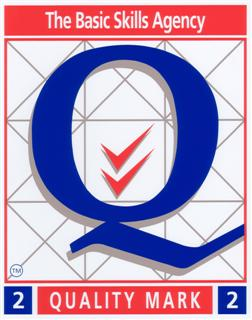 The Basic Skills Agency
Q
TM
2 QUALITY MARK 2